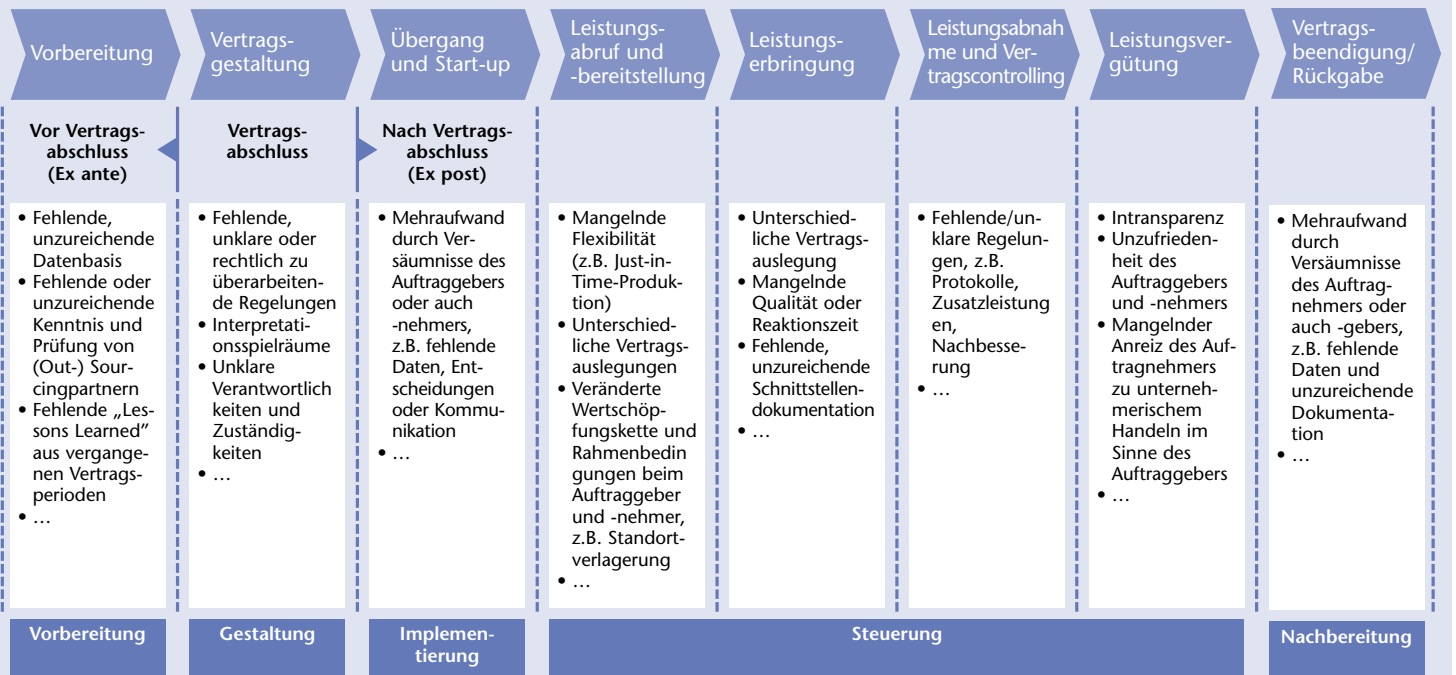 Vorbereitung
Vertrags-
gestaltung
Übergang
und Start-up
Leistungs-
abruf und
-bereitstellung
Leistungs-
erbringung
Leistungsabnah
me und Ver-
tragscontrolling
Leistungsver-
gütung
Vertrags-
beendigung/
Rückgabe
Vor Vertrags-
abschluss
(Ex ante)
Vertrags-
abschluss
Nach Vertrags-
abschluss
(Ex post)
• Fehlende,
unzureichende
Datenbasis
• Fehlende oder
unzureichende
Kenntnis und
Prüfung von
(Out-) Sour-
cingpartnern
• Fehlende „Les-
sons Learned"
aus vergange-
nen Vertrags-
perioden
• …
• Fehlende,
unklare oder
rechtlich zu
überarbeiten-
de Regelungen
• Interpretati-
onsspielräume
• Unklare
Verantwortlich
keiten und
Zuständig-
keiten
• …
• Mehraufwand
durch Ver-
säumnisse des
Auftraggebers
oder auch
-nehmers,
z.B. fehlende
Daten, Ent-
scheidungen
oder Kommu-
nikation
• …
• Mangelnde
Flexibilität
(z.B. Just-in-
Time-Produk-
tion)
• Unterschied-
liche Vertrags-
auslegungen
• Veränderte
Wertschöp-
fungskette und
Rahmenbedin
gungen beim
Auftraggeber
und -nehmer,
z.B. Standort-
verlagerung
• …
• Unterschied-
liche Vertrags-
auslegung
• Mangelnde
Qualität oder
Reaktionszeit
• Fehlende,
unzureichende
Schnittstellen-
dokumentation
• …
• Fehlende/un-
klare Regelun-
gen, z.B.
Protokolle,
Zusatzleistung
en,
Nachbesse-
rung
• …
• Intransparenz
• Unzufrieden-
heit des
Auftraggebers
und -nehmers
• Mangelnder
Anreiz des Auf-
tragnehmers
zu unterneh-
merischem
Handeln im
Sinne des
Auftraggebers
• …
• Mehraufwand
durch
Versäumnisse
des Auftrag-
nehmers oder
auch -gebers,
z.B. fehlende
Daten und
unzureichende
Dokumenta-
tion
• …
Vorbereitung
Gestaltung
Implemen-
tierung
Steuerung
Nachbereitung